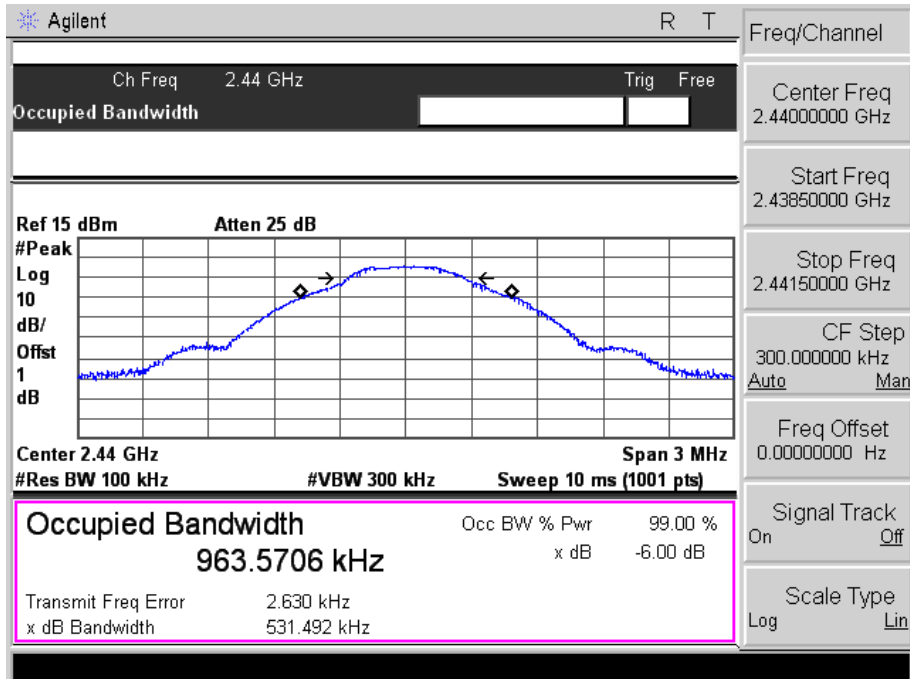 Agilent R T
Ch Freq 2.44 GHz Trig Free
Occupied Bandwidth
Ref 15 dBm Atten 25 dB
#Peak
Log
10
dB/
Offst
1
dB
Center 2.44 GHz Span 3 MHz
#Res BW 100 kHz #VBW 300 kHz Sweep 10 ms (1001 pts)
Occupied Bandwidth
963.5706 kHz
Occ BW % Pwr 99.00 %
x dB -6.00 dB
Transmit Freq Error 2.630 kHz
x dB Bandwidth 531.492 kHz
Freq/Channel
Center Freq
2.44000000 GHz
Start Freq
2.43850000 GHz
Stop Freq
2.44150000 GHz
CF Step
300.000000 kHz
Auto Man
Freq Offset
0.00000000 Hz
Signal Track
On Off
Scale Type
Log Lin